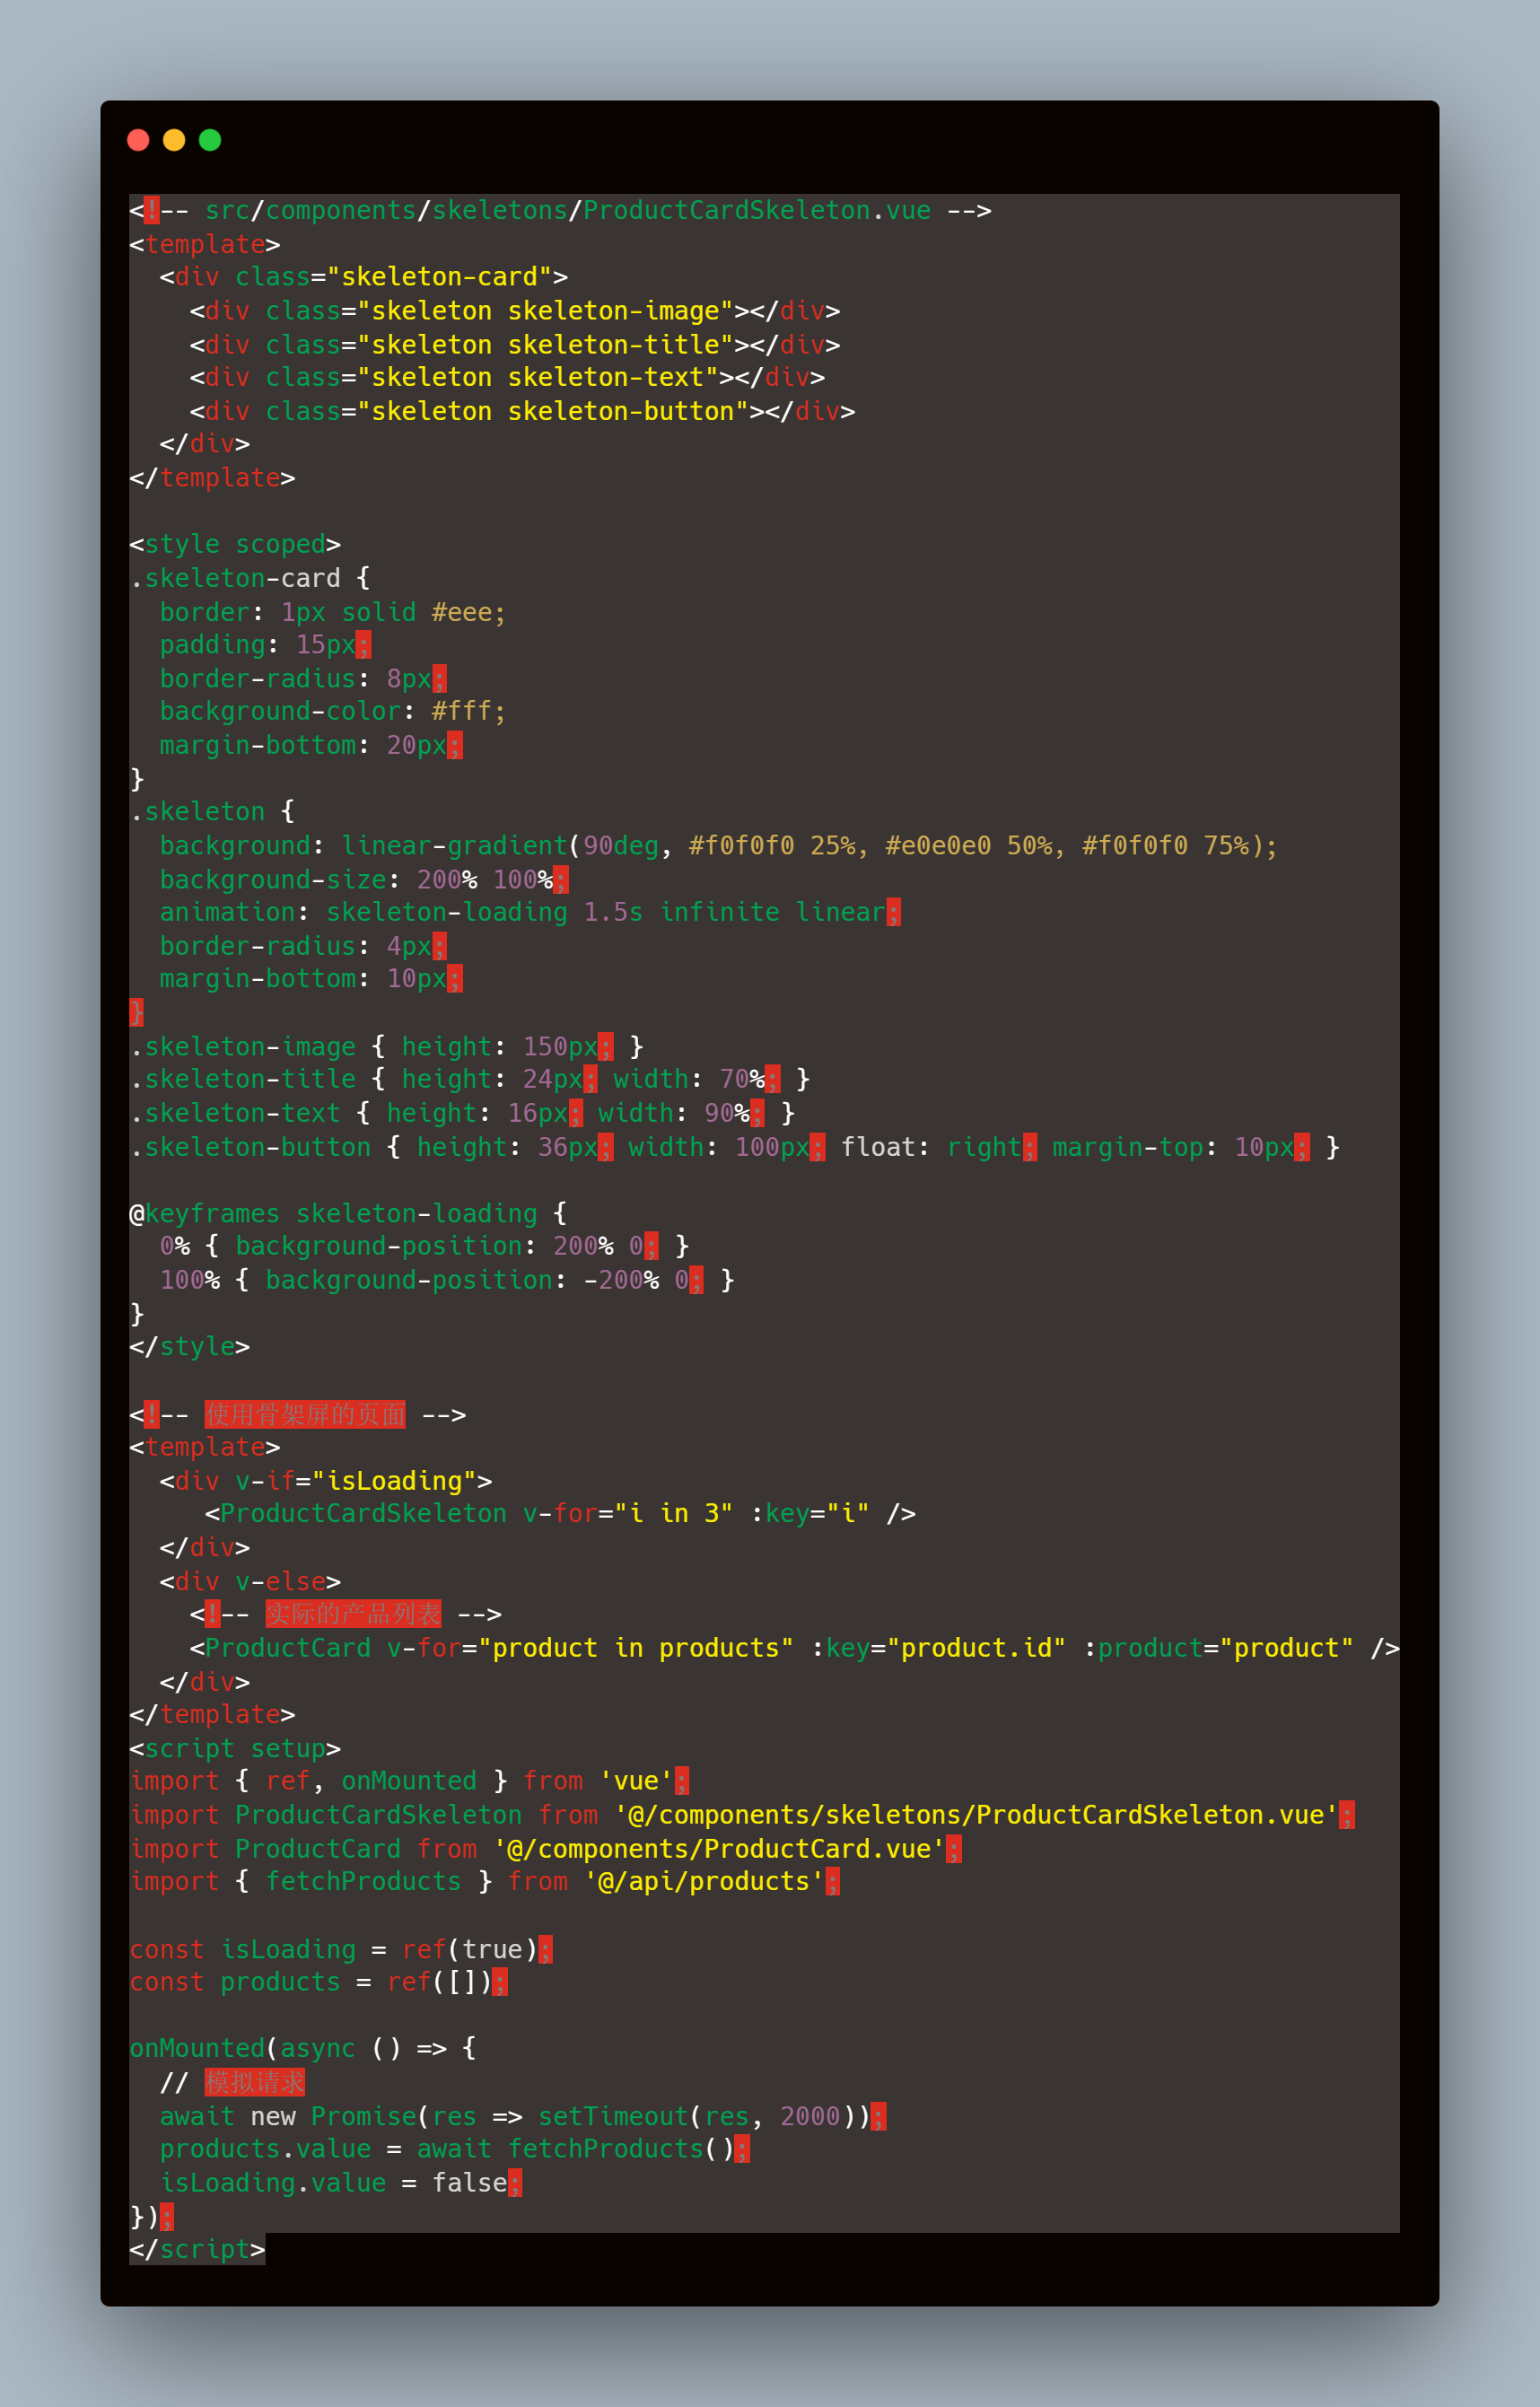 <!-- src/components/skeletons/ProductCardSkeleton.vue -->
<template>
  <div class="skeleton-card">
    <div class="skeleton skeleton-image"></div>
    <div class="skeleton skeleton-title"></div>
    <div class="skeleton skeleton-text"></div>
    <div class="skeleton skeleton-button"></div>
  </div>
</template>

<style scoped>
.skeleton-card {
  border: 1px solid #eee;
  padding: 15px;
  border-radius: 8px;
  background-color: #fff;
  margin-bottom: 20px;
}
.skeleton {
  background: linear-gradient(90deg, #f0f0f0 25%, #e0e0e0 50%, #f0f0f0 75%);
  background-size: 200% 100%;
  animation: skeleton-loading 1.5s infinite linear;
  border-radius: 4px;
  margin-bottom: 10px;
}
.skeleton-image { height: 150px; }
.skeleton-title { height: 24px; width: 70%; }
.skeleton-text { height: 16px; width: 90%; }
.skeleton-button { height: 36px; width: 100px; float: right; margin-top: 10px; }

@keyframes skeleton-loading {
  0% { background-position: 200% 0; }
  100% { background-position: -200% 0; }
}
</style>

<!-- 使用骨架屏的页面 -->
<template>
  <div v-if="isLoading">
     <ProductCardSkeleton v-for="i in 3" :key="i" />
  </div>
  <div v-else>
    <!-- 实际的产品列表 -->
    <ProductCard v-for="product in products" :key="product.id" :product="product" />
  </div>
</template>
<script setup>
import { ref, onMounted } from 'vue';
import ProductCardSkeleton from '@/components/skeletons/ProductCardSkeleton.vue';
import ProductCard from '@/components/ProductCard.vue';
import { fetchProducts } from '@/api/products';

const isLoading = ref(true);
const products = ref([]);

onMounted(async () => {
  // 模拟请求
  await new Promise(res => setTimeout(res, 2000));
  products.value = await fetchProducts();
  isLoading.value = false;
});
</script>